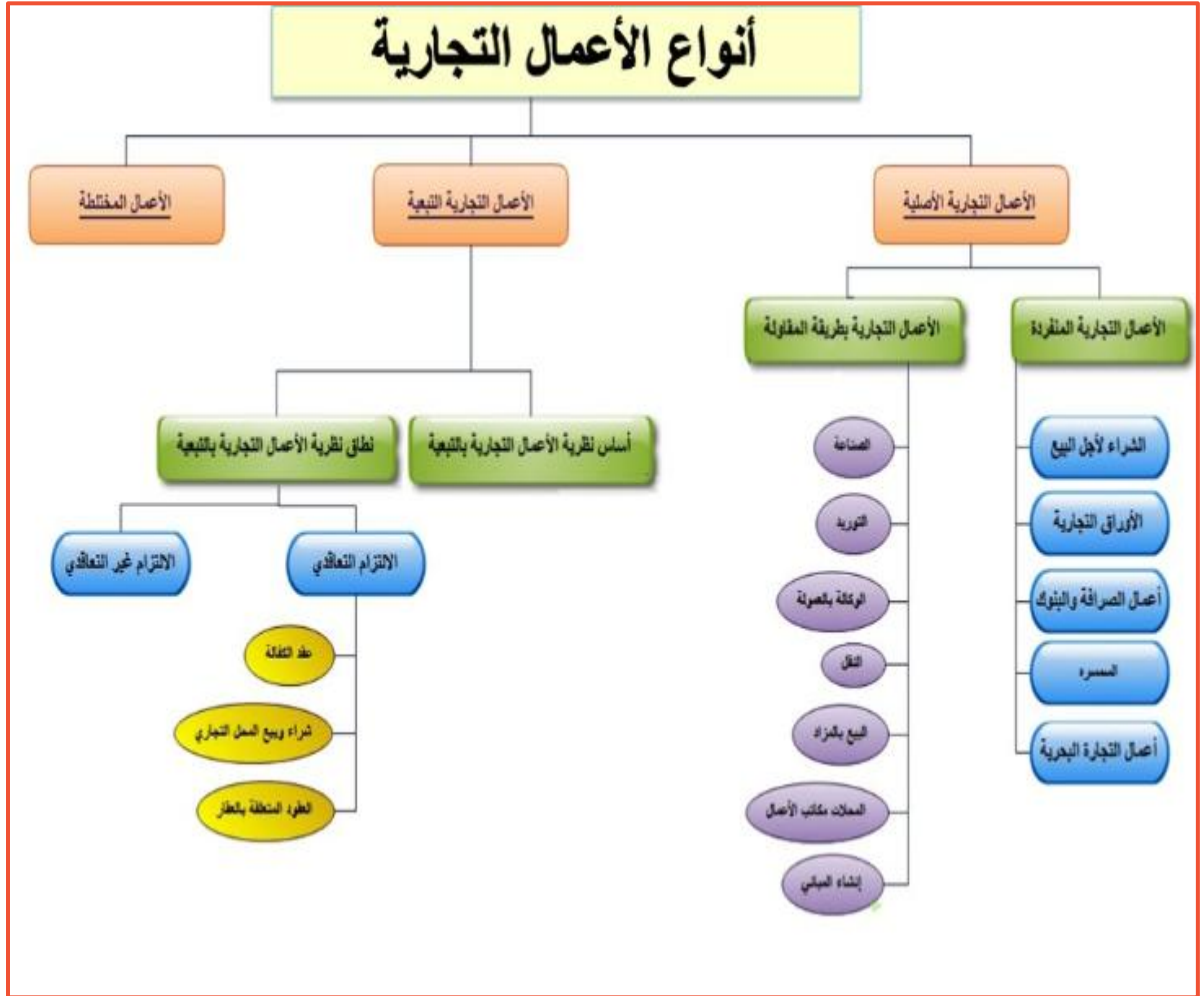 أنواع الأعمال التجارية
الأعمال التجارية الأصلية
الأعمال التجارية التبعية
الأعمال المختلطة
الأعمال التجارية المنفردة
الأعمال التجارية بطريقة المقاولة
الشراء لأجل البيع
الأوراق التجارية
أعمال الصرافة والبنوك
السمسره
أعمال التجارة البحرية
الصناعة
التوريد
الوكالة بالعمولة
النقل
البيع بالمزاد
المحلات مكاتب الأعمال
إنشاء المباني
أساس نظرية الأعمال التجارية بالتبعية
نطاق نظرية الأعمال التجارية بالتبعية
الالتزام التعاقدي
الالتزام غير التعاقدي
عقد الكفالة
شراء وبيع المحل التجاري
العقود المتعلقة بالعقار